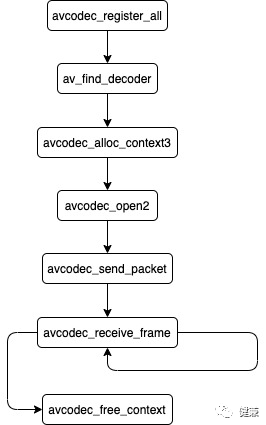 avcodec_register_all
av_find_decoder
avcodec_alloc_context3
avcodec_open2
avcodec_send_packet
avcodec_receive_frame
avcodec_free_context